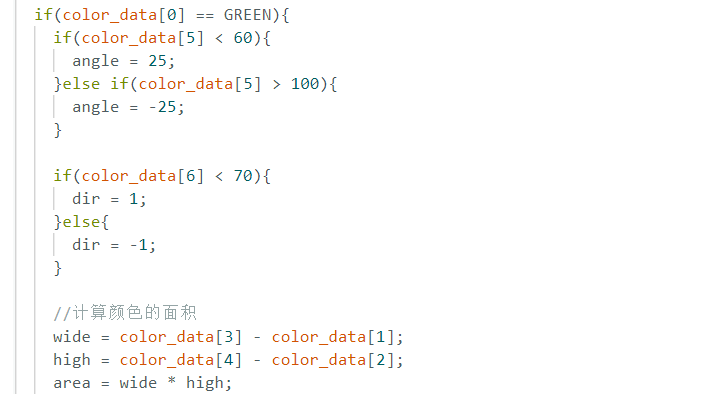 if(color_data[0] == GREEN){
if(color_data[5] < 60){
angle = 25;
}else if(color_data[5] > 100){
angle = -25;
}
if(color_data[6] < 70){
dir = 1;
}else{
dir = -1;
}
//计算颜色的面积
wide = color_data[3] - color_data[1];
high = color_data[4] - color_data[2];
area = wide * high;